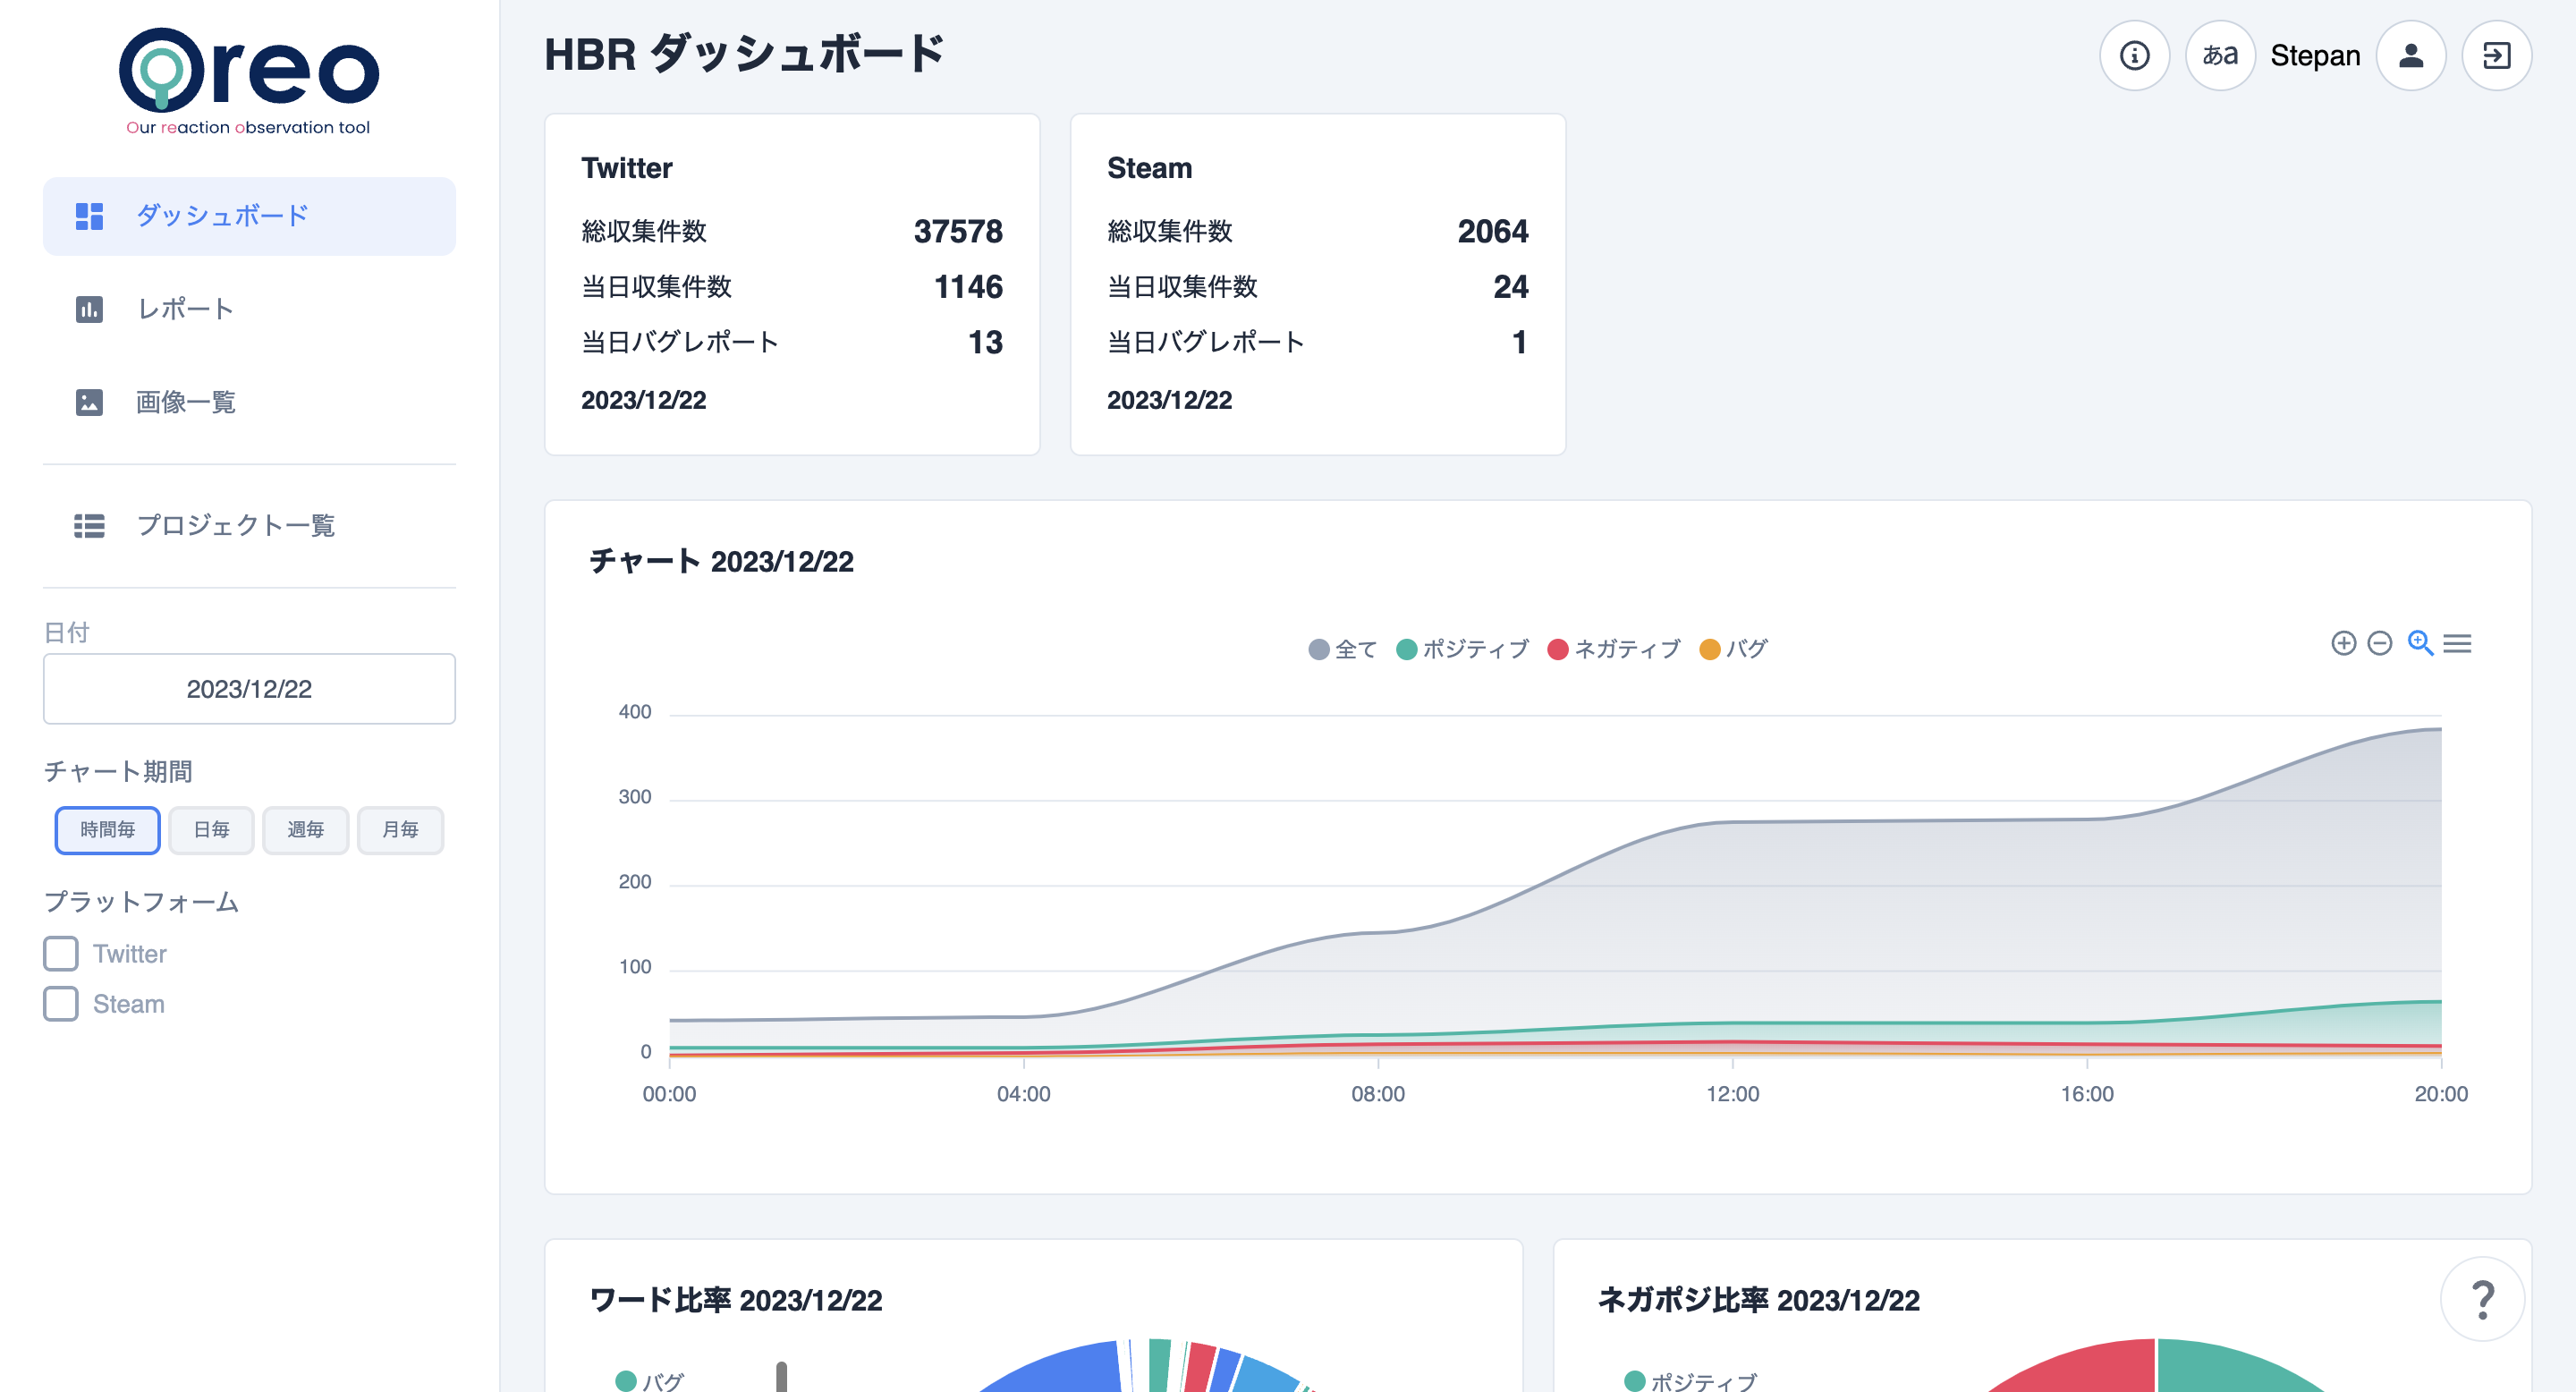 Oreo
Our reaction observation tool
ダッシュボード
レポート
画像一覧
プロジェクト一覧
日付
2023/12/22
チャート期間
時間毎 日毎 週毎 月毎
プラットフォーム
Twitter
Steam
HBR ダッシュボード
あa Stepan
Twitter
総収集件数 37578
当日収集件数 1146
当日バグレポート 13
2023/12/22
Steam
総収集件数 2064
当日収集件数 24
当日バグレポート 1
2023/12/22
チャート 2023/12/22
全て ポジティブ ネガティブ バグ
400
300
200
100
0
00:00 04:00 08:00 12:00 16:00 20:00
ワード比率 2023/12/22
バグ
ネガポジ比率 2023/12/22
?
ポジティブ